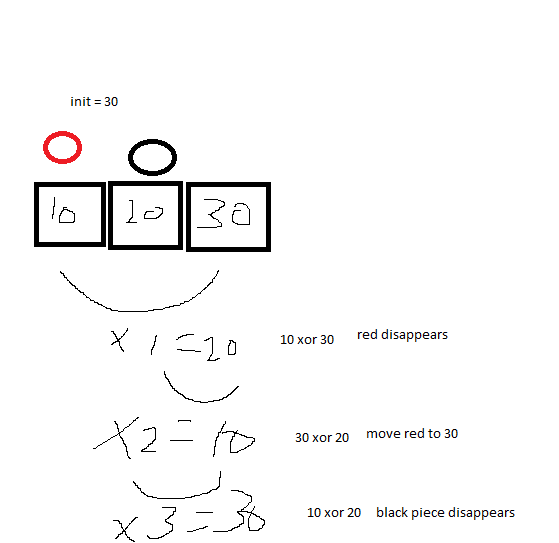 init = 30
10 20 30
x1=20 10 xor 30 red disappears
x2=10 30 xor 20 move red to 30
x3=30 10 xor 20 black piece disappears